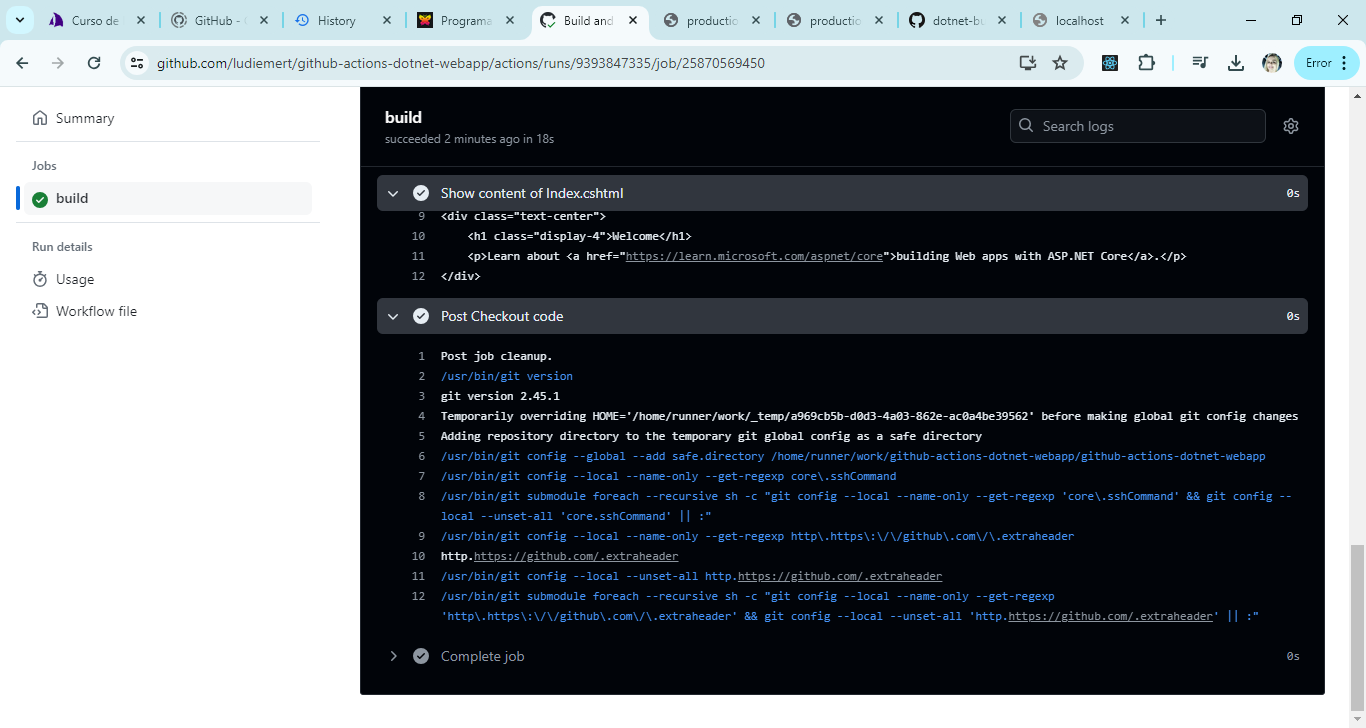 Curso de
GitHub -
History
Programa
Build and
productio
productio
dotnet-bu
localhost
github.com/ludiemert/github-actions-dotnet-webapp/actions/runs/9393847335/job/25870569450
Error
Summary
Jobs
build
Run details
Usage
Workflow file
build
succeeded 2 minutes ago in 18s
Search logs
Show content of Index.cshtml 0s
9 <div class="text-center">
10 <h1 class="display-4">Welcome</h1>
11 <p>Learn about <a href="https://learn.microsoft.com/aspnet/core">building Web apps with ASP.NET Core</a>.</p>
12 </div>
Post Checkout code 0s
1 Post job cleanup.
2 /usr/bin/git version
3 git version 2.45.1
4 Temporarily overriding HOME='/home/runner/work/_temp/a969cb5b-d0d3-4a03-862e-ac0a4be39562' before making global git config changes
5 Adding repository directory to the temporary git global config as a safe directory
6 /usr/bin/git config --global --add safe.directory /home/runner/work/github-actions-dotnet-webapp/github-actions-dotnet-webapp
7 /usr/bin/git config --local --name-only --get-regexp core\.sshCommand
8 /usr/bin/git submodule foreach --recursive sh -c "git config --local --name-only --get-regexp 'core\.sshCommand' && git config --
local --unset-all 'core.sshCommand' || :"
9 /usr/bin/git config --local --name-only --get-regexp http\.https\:\/\/github\.com\/\.extraheader
10 http.https://github.com/.extraheader
11 /usr/bin/git config --local --unset-all http.https://github.com/.extraheader
12 /usr/bin/git submodule foreach --recursive sh -c "git config --local --name-only --get-regexp
'http\.https\:\/\/github\.com\/\.extraheader' && git config --local --unset-all 'http.https://github.com/.extraheader' || :"
Complete job 0s